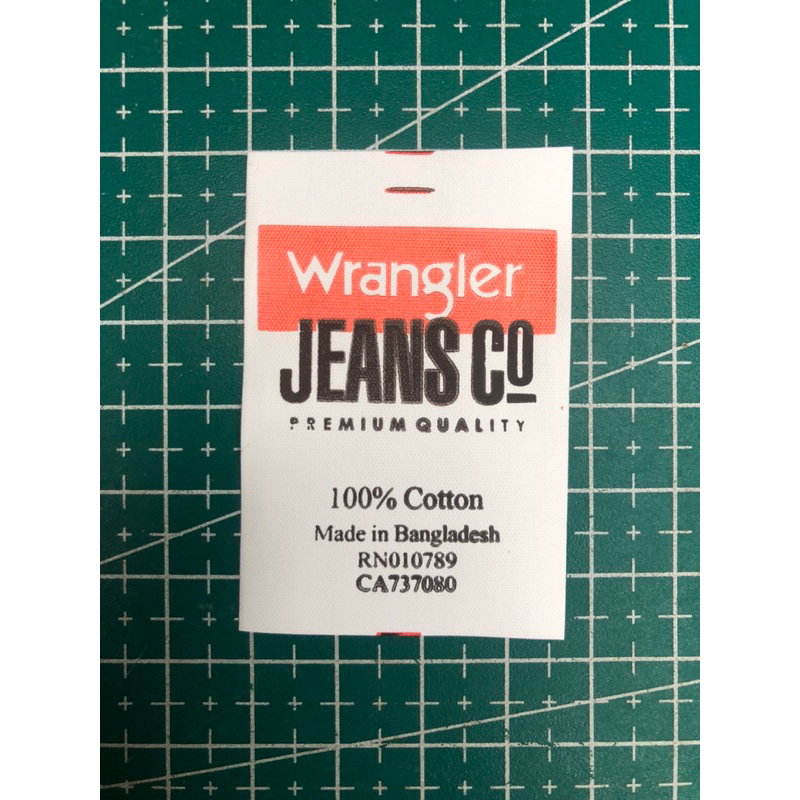 Wrangler
JEANS CO
PREMIUM QUALITY
100% Cotton
Made in Bangladesh
RN010789
CA737080